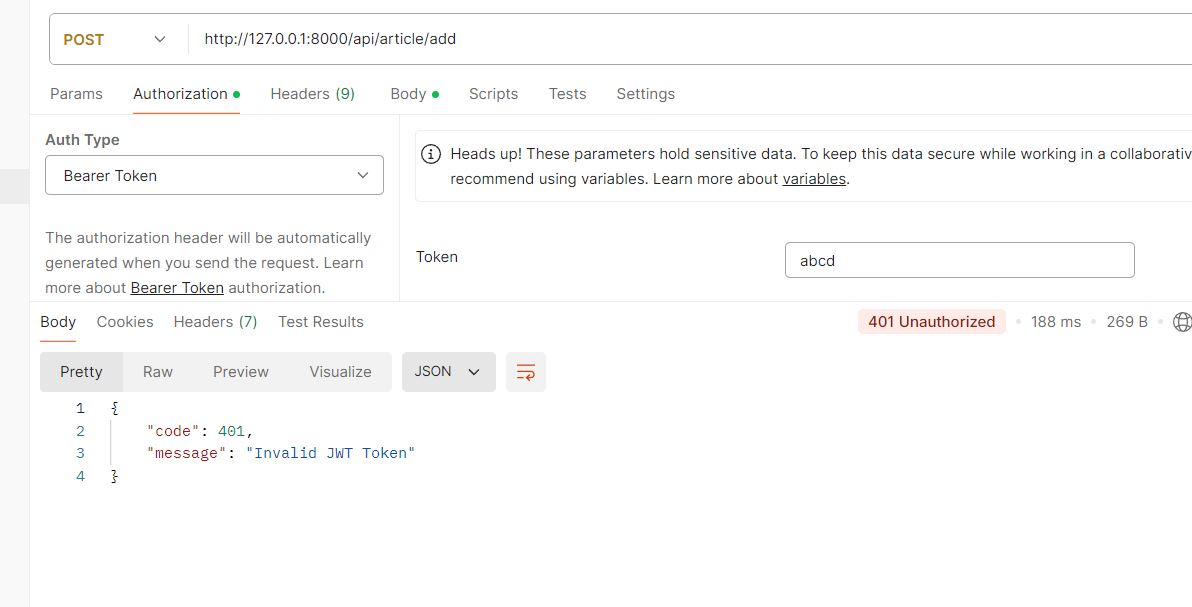 POST http://127.0.0.1:8000/api/article/add
Params Authorization Headers (9) Body Scripts Tests Settings
Auth Type
Bearer Token
The authorization header will be automatically
generated when you send the request. Learn
more about Bearer Token authorization.
Heads up! These parameters hold sensitive data. To keep this data secure while working in a collaborativ
recommend using variables. Learn more about variables.
Token abcd
Body Cookies Headers (7) Test Results 401 Unauthorized 188 ms 269 B
Pretty Raw Preview Visualize JSON
1 {
2 "code": 401,
3 "message": "Invalid JWT Token"
4 }